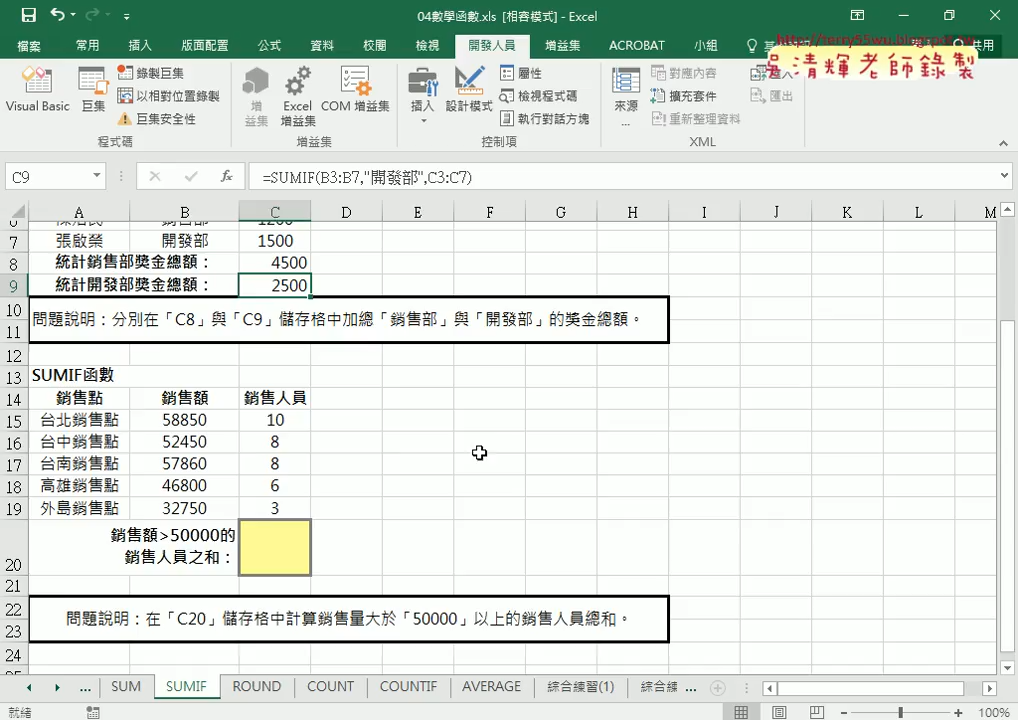 04數學函數.xls [相容模式] - Excel
http://terry55wu.blogspot.tw
吳清輝老師錄製
檔案 常用 插入 版面配置 公式 資料 校閱 檢視 開發人員 增益集 ACROBAT 小組 共用
Visual Basic 巨集 錄製巨集 以相對位置錄製 巨集安全性 程式碼
增益集 Excel 增益集 COM 增益集 增益集
插入 設計模式 屬性 檢視程式碼 執行對話方塊 控制項
來源 ... 對應內容 擴充套件 重新整理資料 匯出 XML
C9 fx =SUMIF(B3:B7,"開發部",C3:C7)
A B C D E F G H I J K L M
7 張啟榮 開發部 1500
8 統計銷售部獎金總額： 4500
9 統計開發部獎金總額： 2500
10
問題說明：分別在「C8」與「C9」儲存格中加總「銷售部」與「開發部」的獎金總額。
11
12
13 SUMIF函數
14 銷售點 銷售額 銷售人員
15 台北銷售點 58850 10
16 台中銷售點 52450 8
17 台南銷售點 57860 8
18 高雄銷售點 46800 6
19 外島銷售點 32750 3
銷售額>50000的
20 銷售人員之和：
21
22
問題說明：在「C20」儲存格中計算銷售量大於「50000」以上的銷售人員總和。
23
24
... SUM SUMIF ROUND COUNT COUNTIF AVERAGE 綜合練習(1) 綜合練 ...
就緒 100%